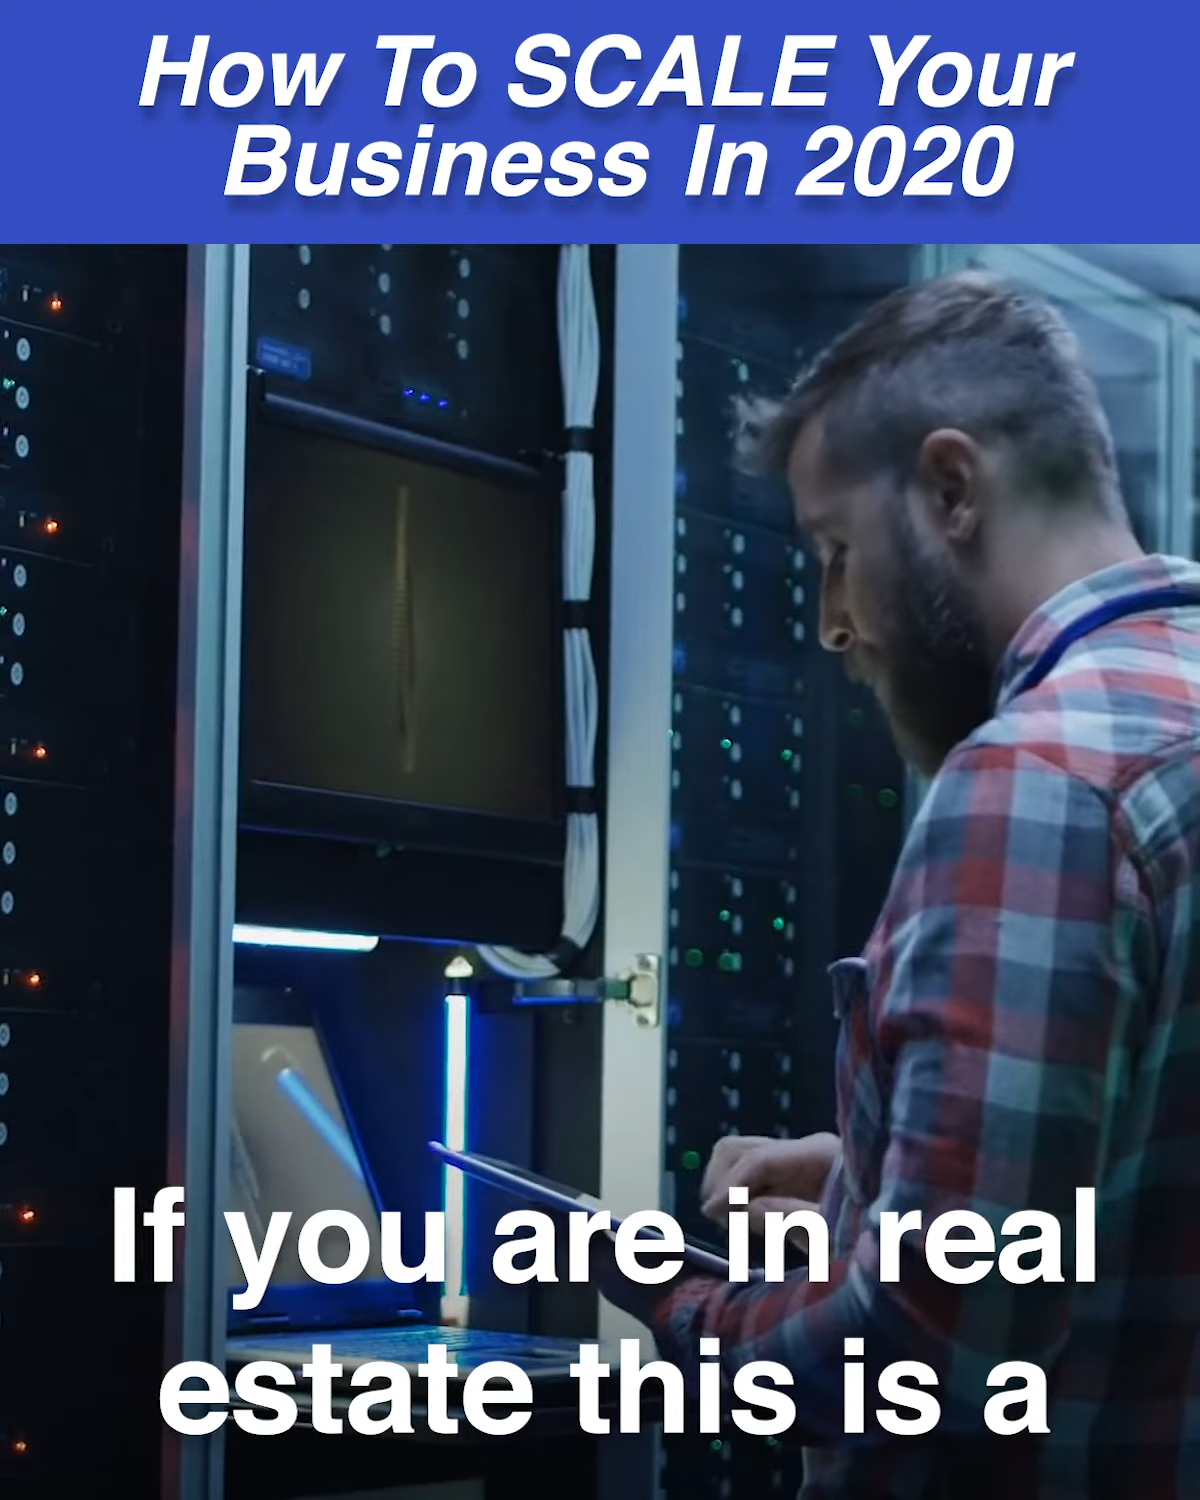 How To SCALE Your
Business In 2020
If you are in real
estate this is a